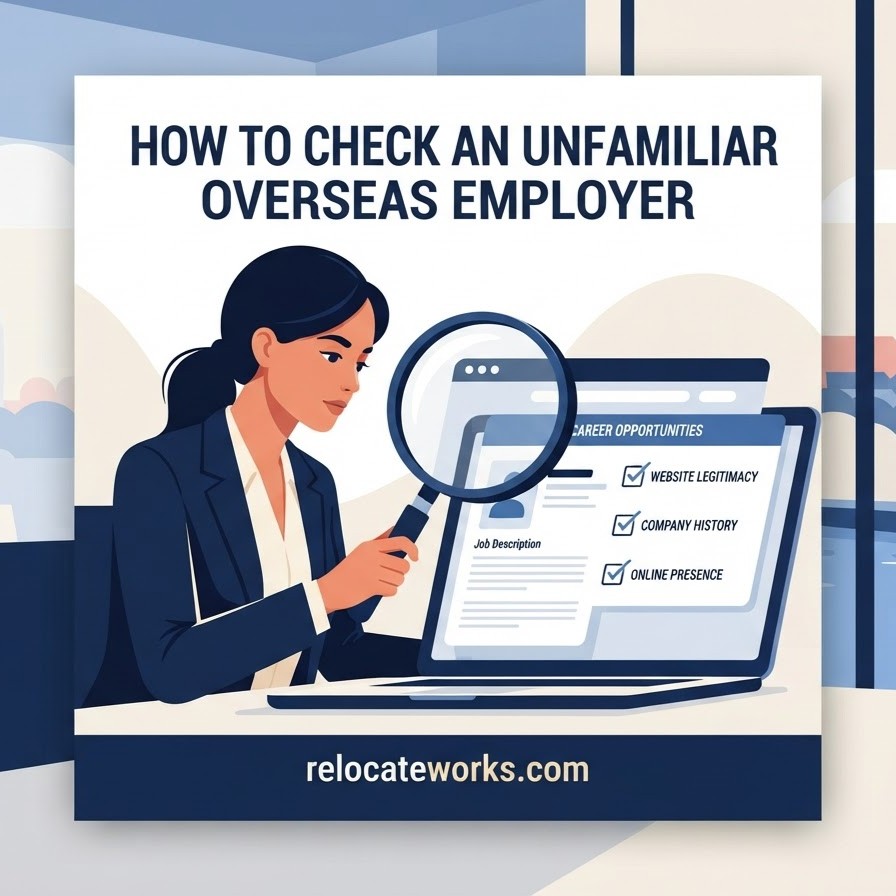 HOW TO CHECK AN UNFAMILIAR
OVERSEAS EMPLOYER
CAREER OPPORTUNITIES
WEBSITE LEGITIMACY
COMPANY HISTORY
Job Description
ONLINE PRESENCE
relocateworks.com